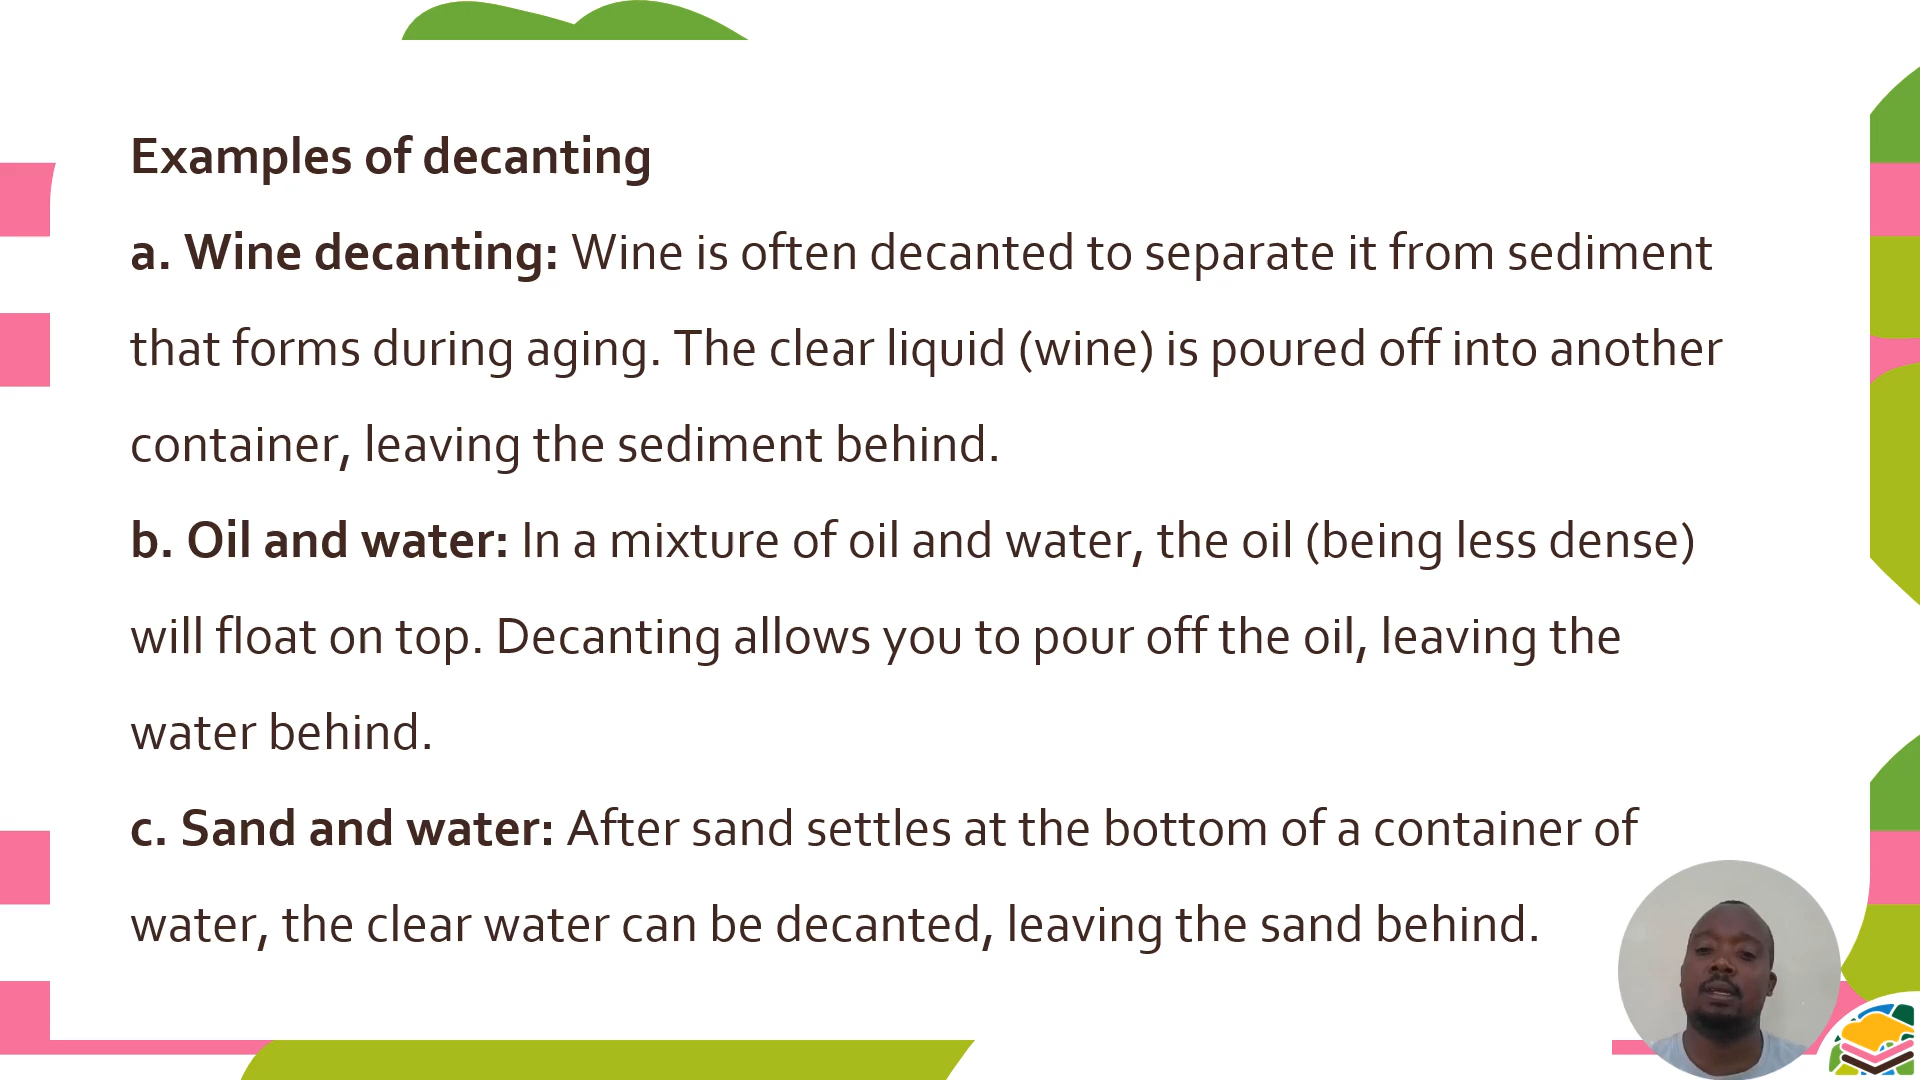 Examples of decanting
a. Wine decanting: Wine is often decanted to separate it from sediment
that forms during aging. The clear liquid (wine) is poured off into another
container, leaving the sediment behind.
b. Oil and water: In a mixture of oil and water, the oil (being less dense)
will float on top. Decanting allows you to pour off the oil, leaving the
water behind.
c. Sand and water: After sand settles at the bottom of a container of
water, the clear water can be decanted, leaving the sand behind.